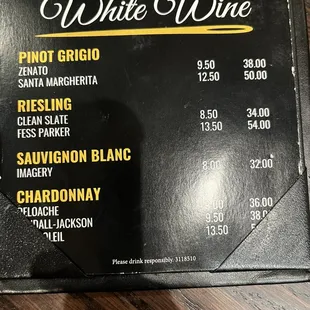 White Wine
PINOT GRIGIO
ZENATO 9.50 38.00
SANTA MARGHERITA 12.50 50.00
RIESLING
CLEAN SLATE 8.50 34.00
FESS PARKER 13.50 54.00
SAUVIGNON BLANC
IMAGERY 8.00 32.00
CHARDONNAY
36.00
9.50
13.50
Please drink responsibly. 3118510